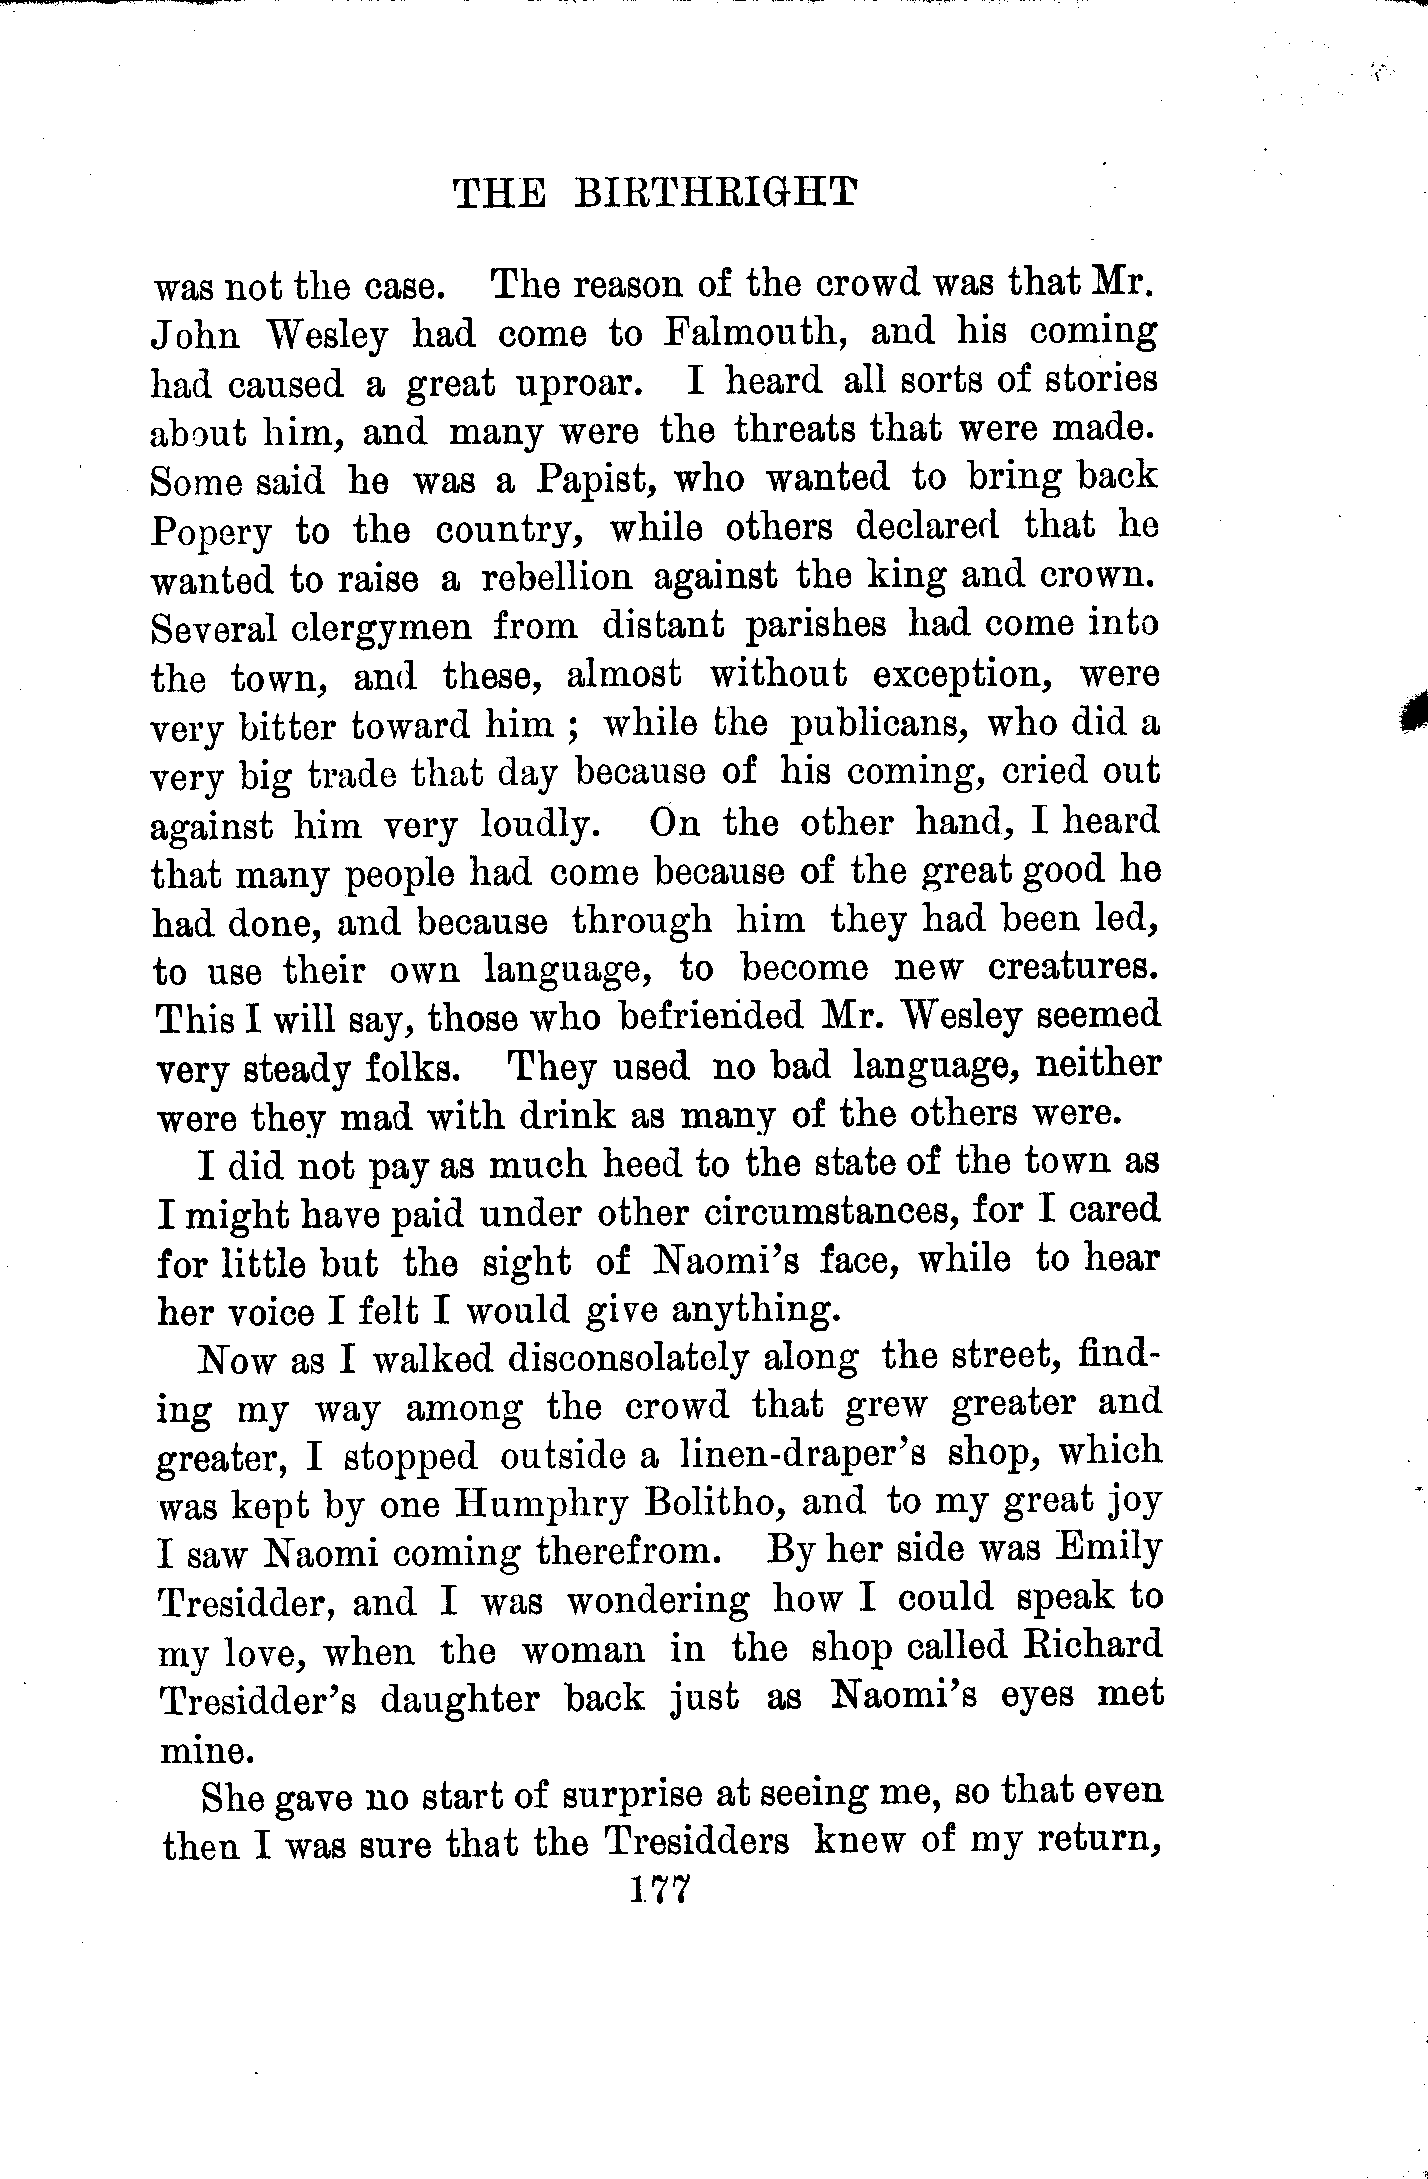 THE BIRTHRIGHT
was not the case. The reason of the crowd was that Mr.
John Wesley had come to Falmouth, and his coming
had caused a great uproar. I heard all sorts of stories
about him, and many were the threats that were made.
Some said he was a Papist, who wanted to bring back
Popery to the country, while others declared that he
wanted to raise a rebellion against the king and crown.
Several clergymen from distant parishes had come into
the town, and these, almost without exception, were
very bitter toward him ; while the publicans, who did a
very big trade that day because of his coming, cried out
against him very loudly. On the other hand, I heard
that many people had come because of the great good he
had done, and because through him they had been led,
to use their own language, to become new creatures.
This I will say, those who befriended Mr. Wesley seemed
very steady folks. They used no bad language, neither
were they mad with drink as many of the others were.
I did not pay as much heed to the state of the town as
I might have paid under other circumstances, for I cared
for little but the sight of Naomi's face, while to hear
her voice I felt I would give anything.
Now as I walked disconsolately along the street, find-
ing my way among the crowd that grew greater and
greater, I stopped outside a linen-draper's shop, which
was kept by one Humphry Bolitho, and to my great joy
I saw Naomi coming therefrom. By her side was Emily
Tresidder, and I was wondering how I could speak to
my love, when the woman in the shop called Richard
Tresidder's daughter back just as Naomi's eyes met
mine.
She gave no start of surprise at seeing me, so that even
then I was sure that the Tresidders knew of my return,
177